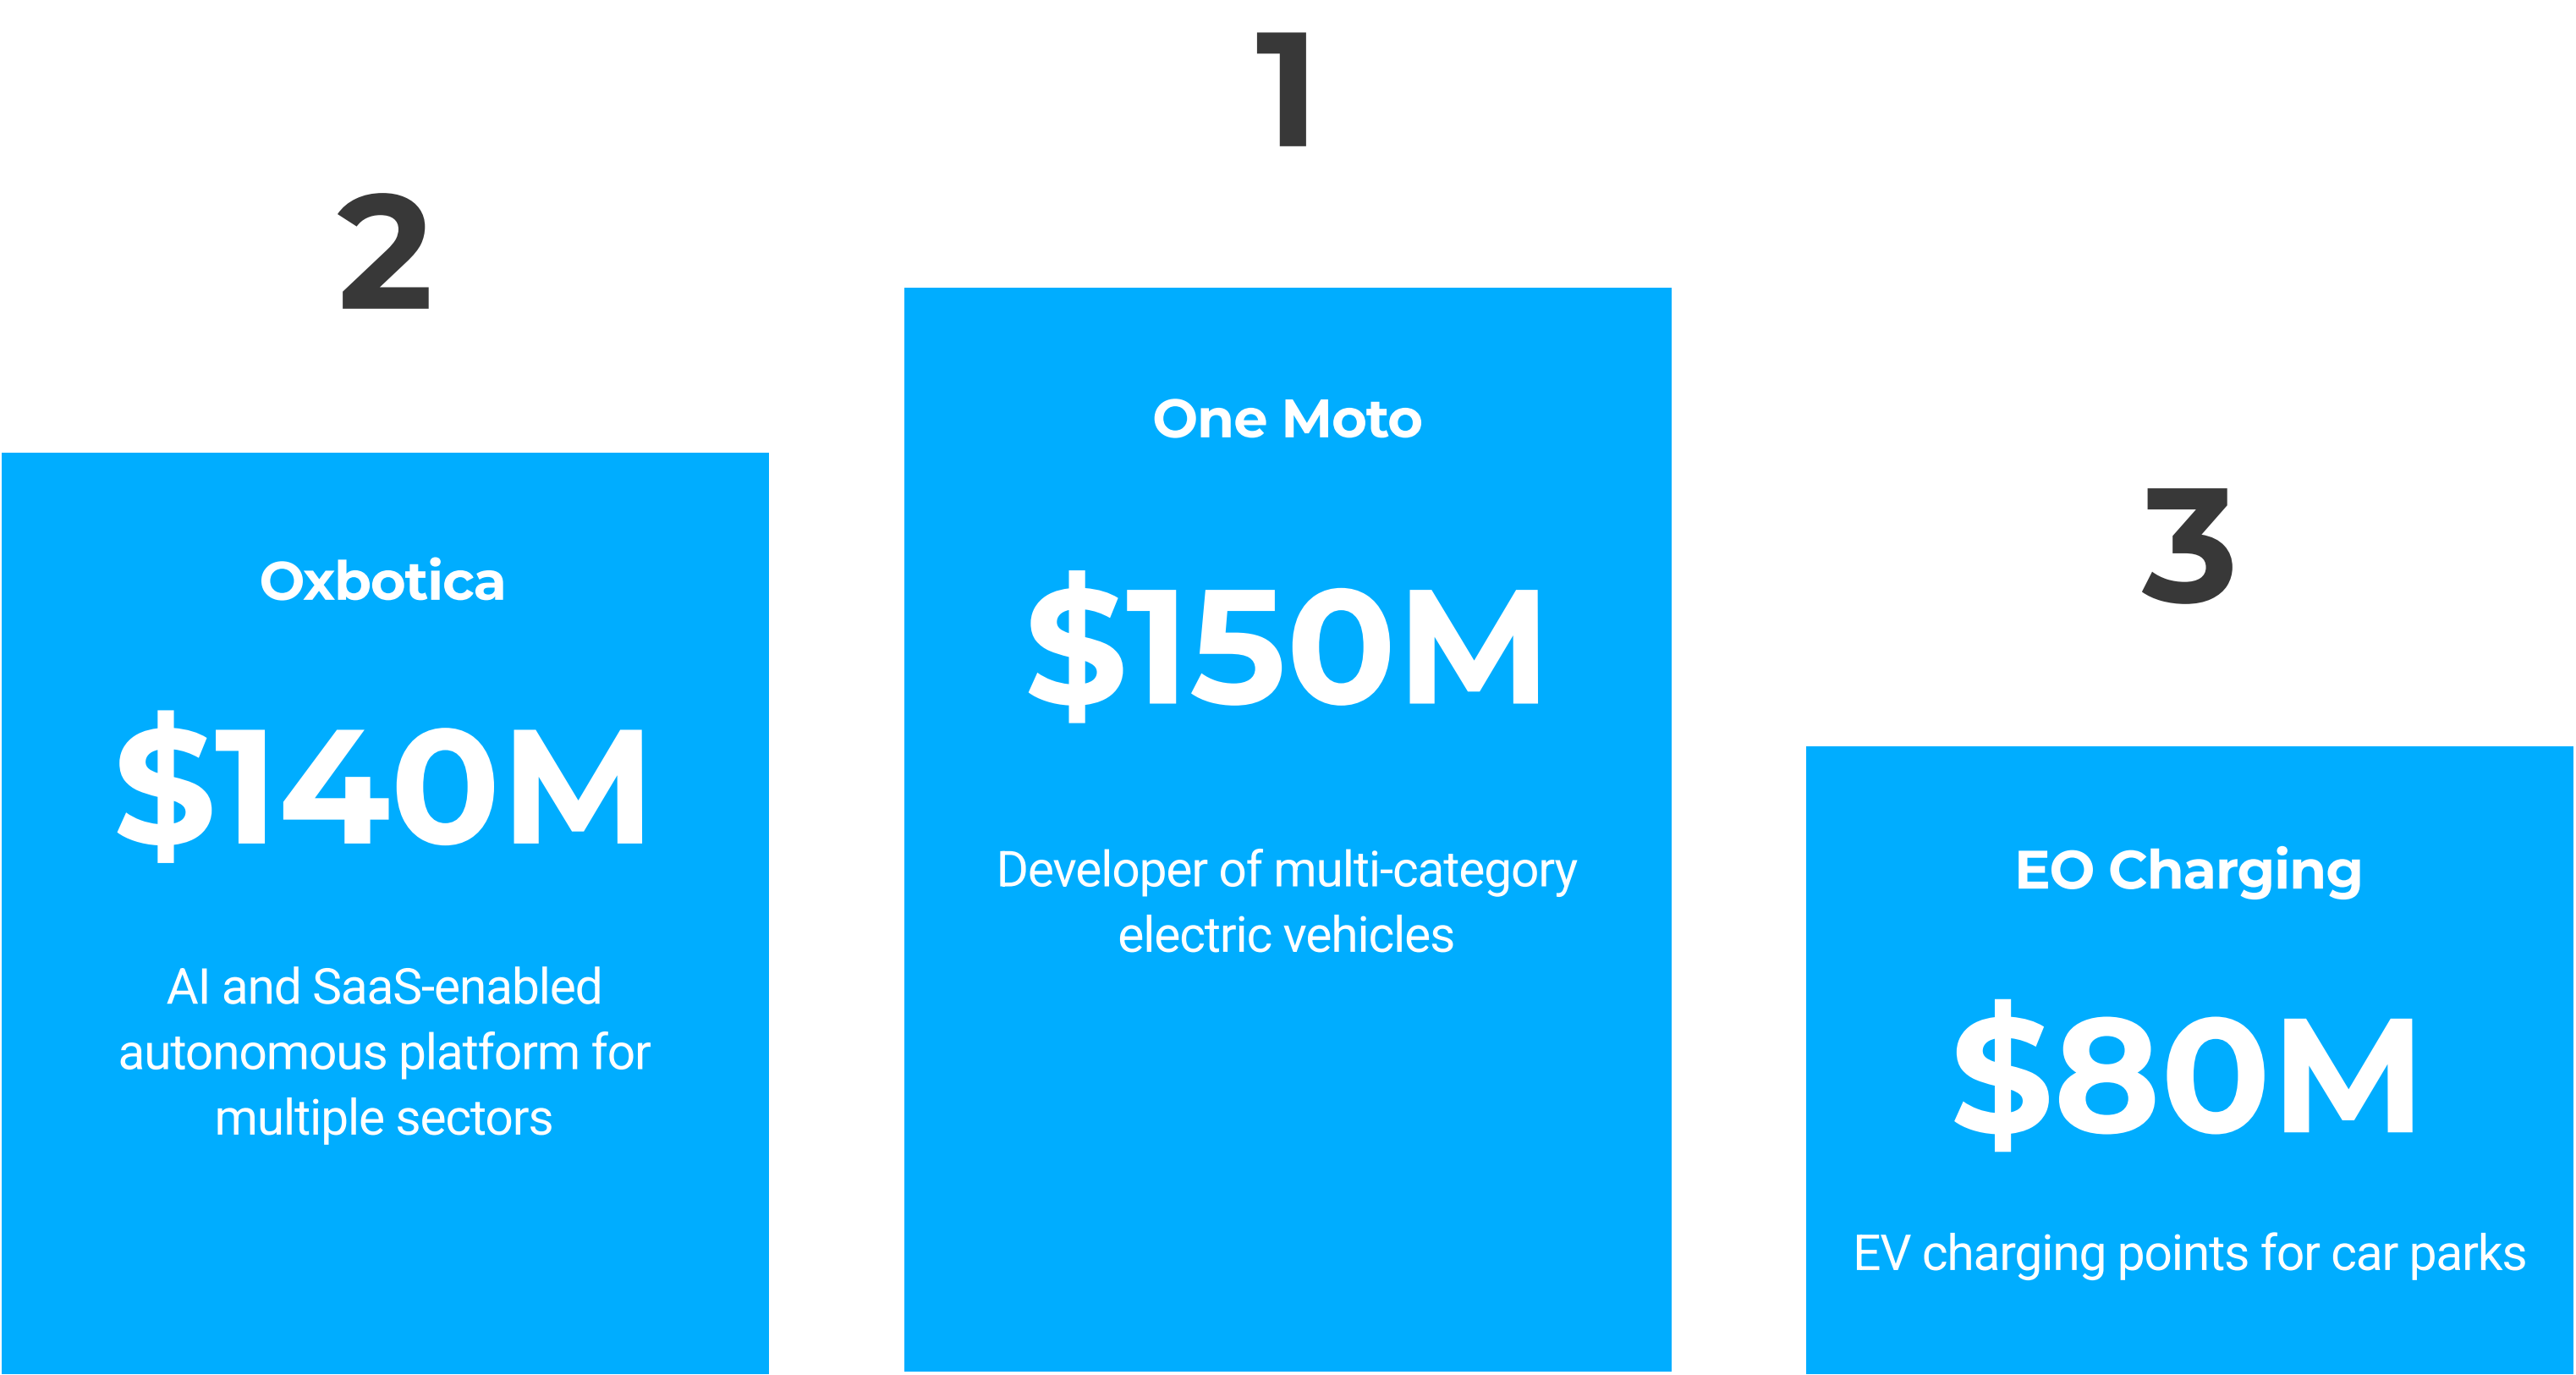 2
Oxbotica
$140M
AI and SaaS-enabled
autonomous platform for
multiple sectors
1
One Moto
$150M
Developer of multi-category
electric vehicles
3
EO Charging
$80M
EV charging points for car parks